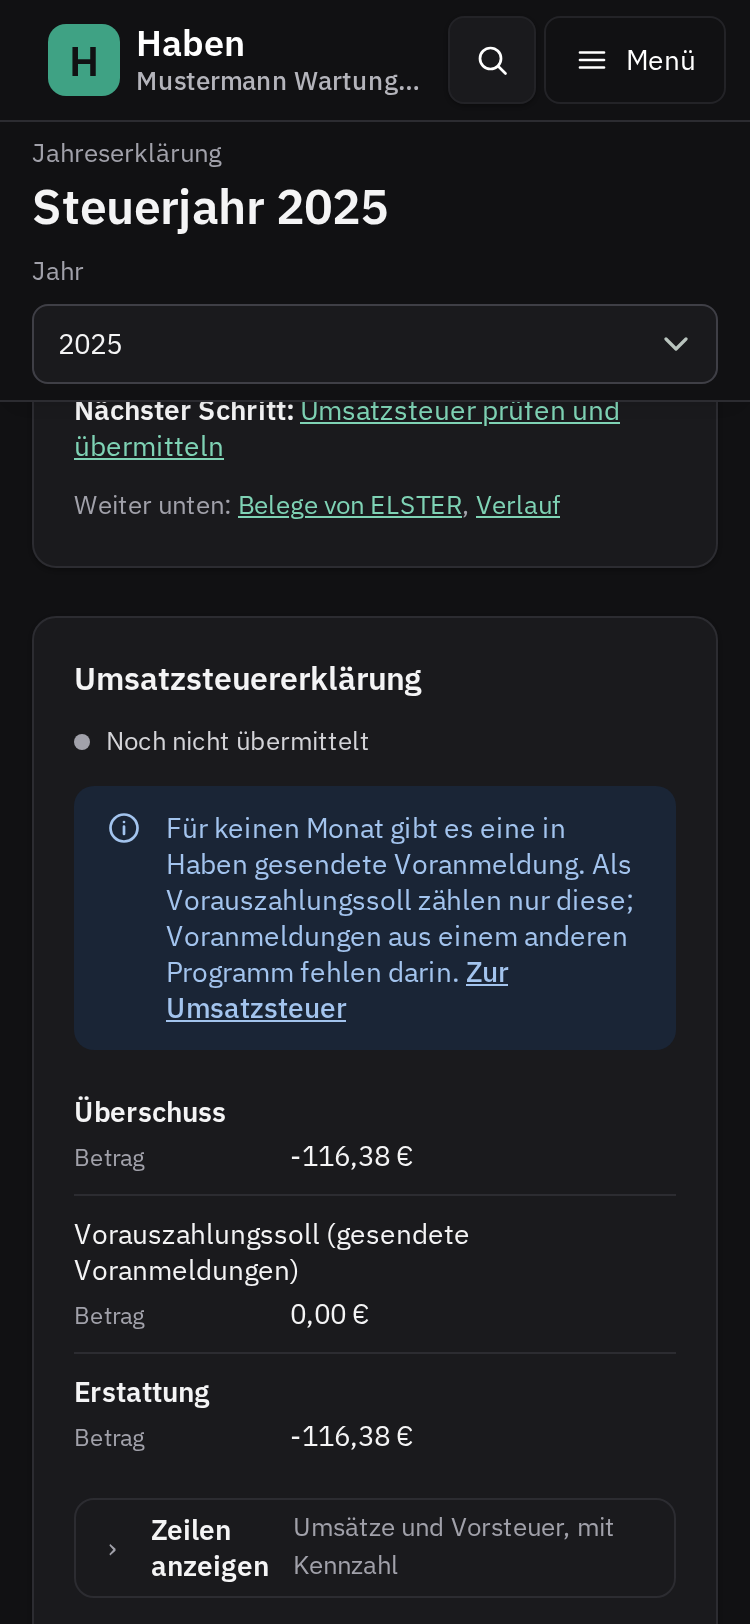 H
Haben
Mustermann Wartung...
Menü
Jahreserklärung
Steuerjahr 2025
Jahr
2025
Nächster Schritt: Umsatzsteuer prüfen und
übermitteln
Weiter unten: Belege von ELSTER, Verlauf
Umsatzsteuererklärung
Noch nicht übermittelt
Für keinen Monat gibt es eine in
Haben gesendete Voranmeldung. Als
Vorauszahlungssoll zählen nur diese;
Voranmeldungen aus einem anderen
Programm fehlen darin. Zur
Umsatzsteuer
Überschuss
Betrag -116,38 €
Vorauszahlungssoll (gesendete
Voranmeldungen)
Betrag 0,00 €
Erstattung
Betrag -116,38 €
Zeilen
anzeigen
Umsätze und Vorsteuer, mit
Kennzahl